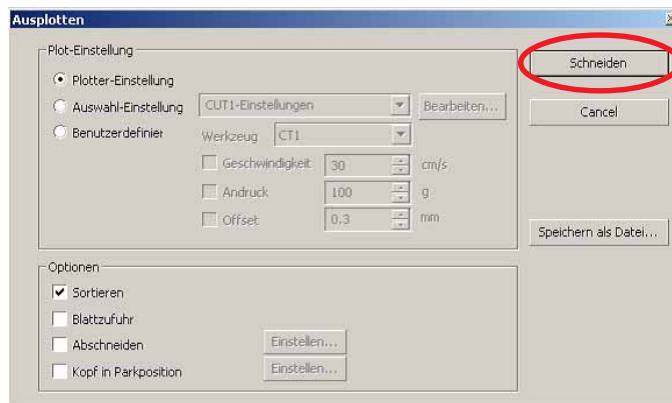 Ausplotten
Plot-Einstellung
Plotter-Einstellung
Auswahl-Einstellung CUT1-Einstellungen Bearbeiten...
Benutzerdefinier Werkzeug CT1
Geschwindigkeit 30 cm/s
Andruck 100 g
Offset 0.3 mm
Schneiden
Cancel
Speichern als Datei...
Optionen
Sortieren
Blattzufuhr
Abschneiden Einstellen...
Kopf in Parkposition Einstellen...